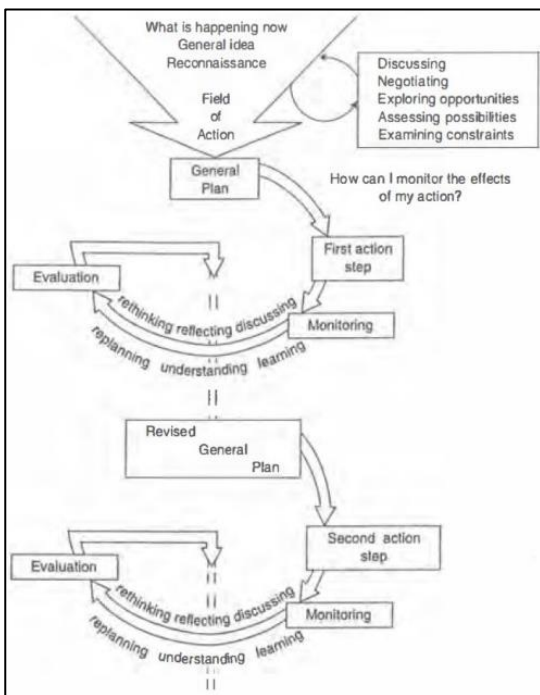 What is happening now
General idea
Reconnaissance
Field
of
Action
Discussing
Negotiating
Exploring opportunities
Assessing possibilities
Examining constraints
General
Plan
How can I monitor the effects
of my action?
First action
step
Evaluation
Monitoring
rethinking reflecting discussing
replanning understanding learning
Revised
General
Plan
Second action
step
Evaluation
Monitoring
rethinking reflecting discussing
replanning understanding learning